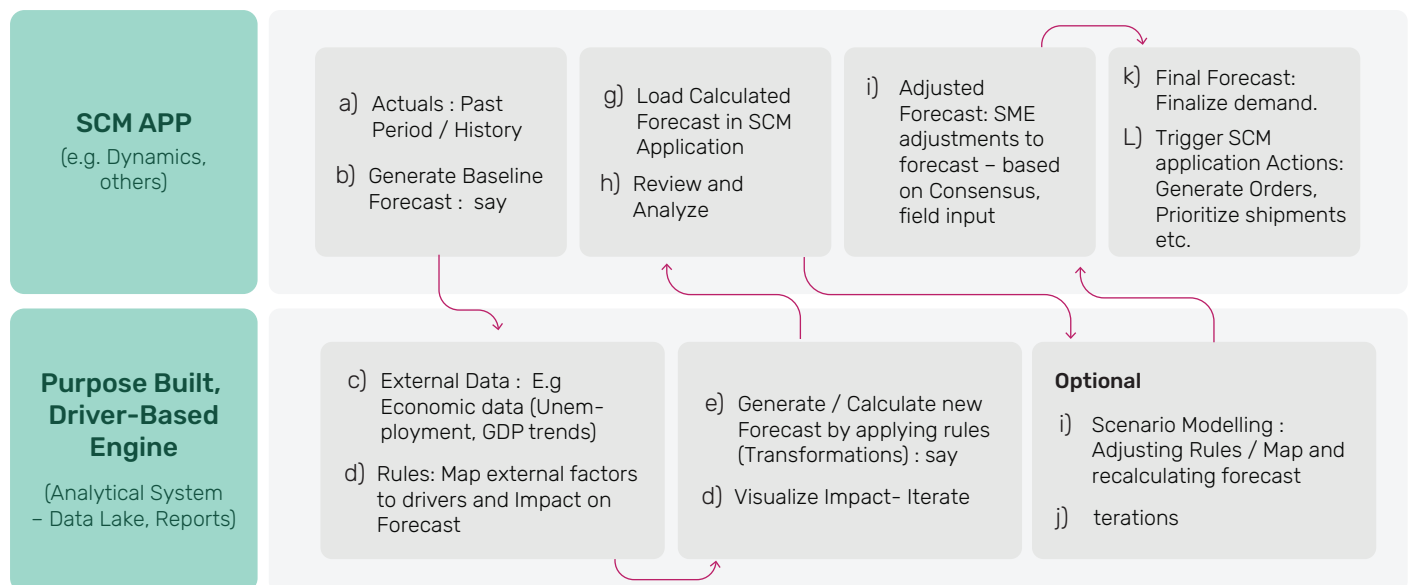 SCM APP
(e.g. Dynamics,
others)
a) Actuals : Past
Period / History
b) Generate Baseline
Forecast : say
g) Load Calculated
Forecast in SCM
Application
h) Review and
Analyze
i) Adjusted
Forecast: SME
adjustments to
forecast – based
on Consensus,
field input
k) Final Forecast:
Finalize demand.
L) Trigger SCM
application Actions:
Generate Orders,
Prioritize shipments
etc.
Purpose Built,
Driver-Based
Engine
(Analytical System
– Data Lake, Reports)
c) External Data : E.g
Economic data (Unem-
ployment, GDP trends)
d) Rules: Map external factors
to drivers and Impact on
Forecast
e) Generate / Calculate new
Forecast by applying rules
(Transformations) : say
d) Visualize Impact- Iterate
Optional
i) Scenario Modelling :
Adjusting Rules / Map and
recalculating forecast
j) terations